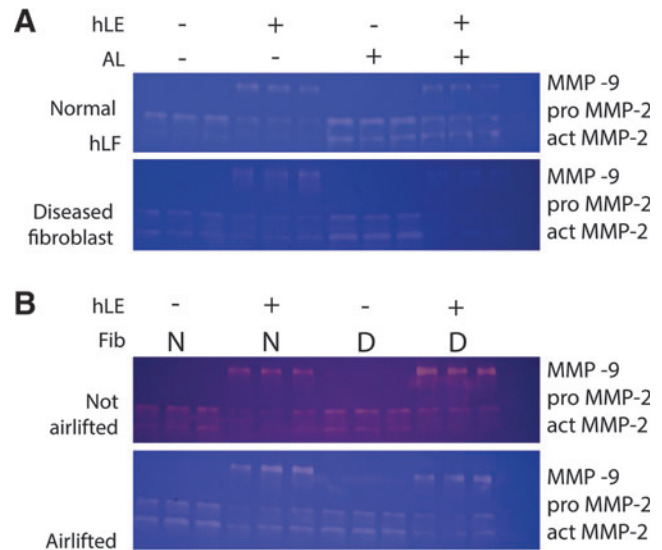 A
hLE - + - +
AL - - + +
Normal
hLF
MMP -9
pro MMP-2
act MMP-2
Diseased
fibroblast
MMP -9
pro MMP-2
act MMP-2
B
hLE - + - +
Fib N N D D
Not
airlifted
MMP -9
pro MMP-2
act MMP-2
Airlifted
MMP -9
pro MMP-2
act MMP-2